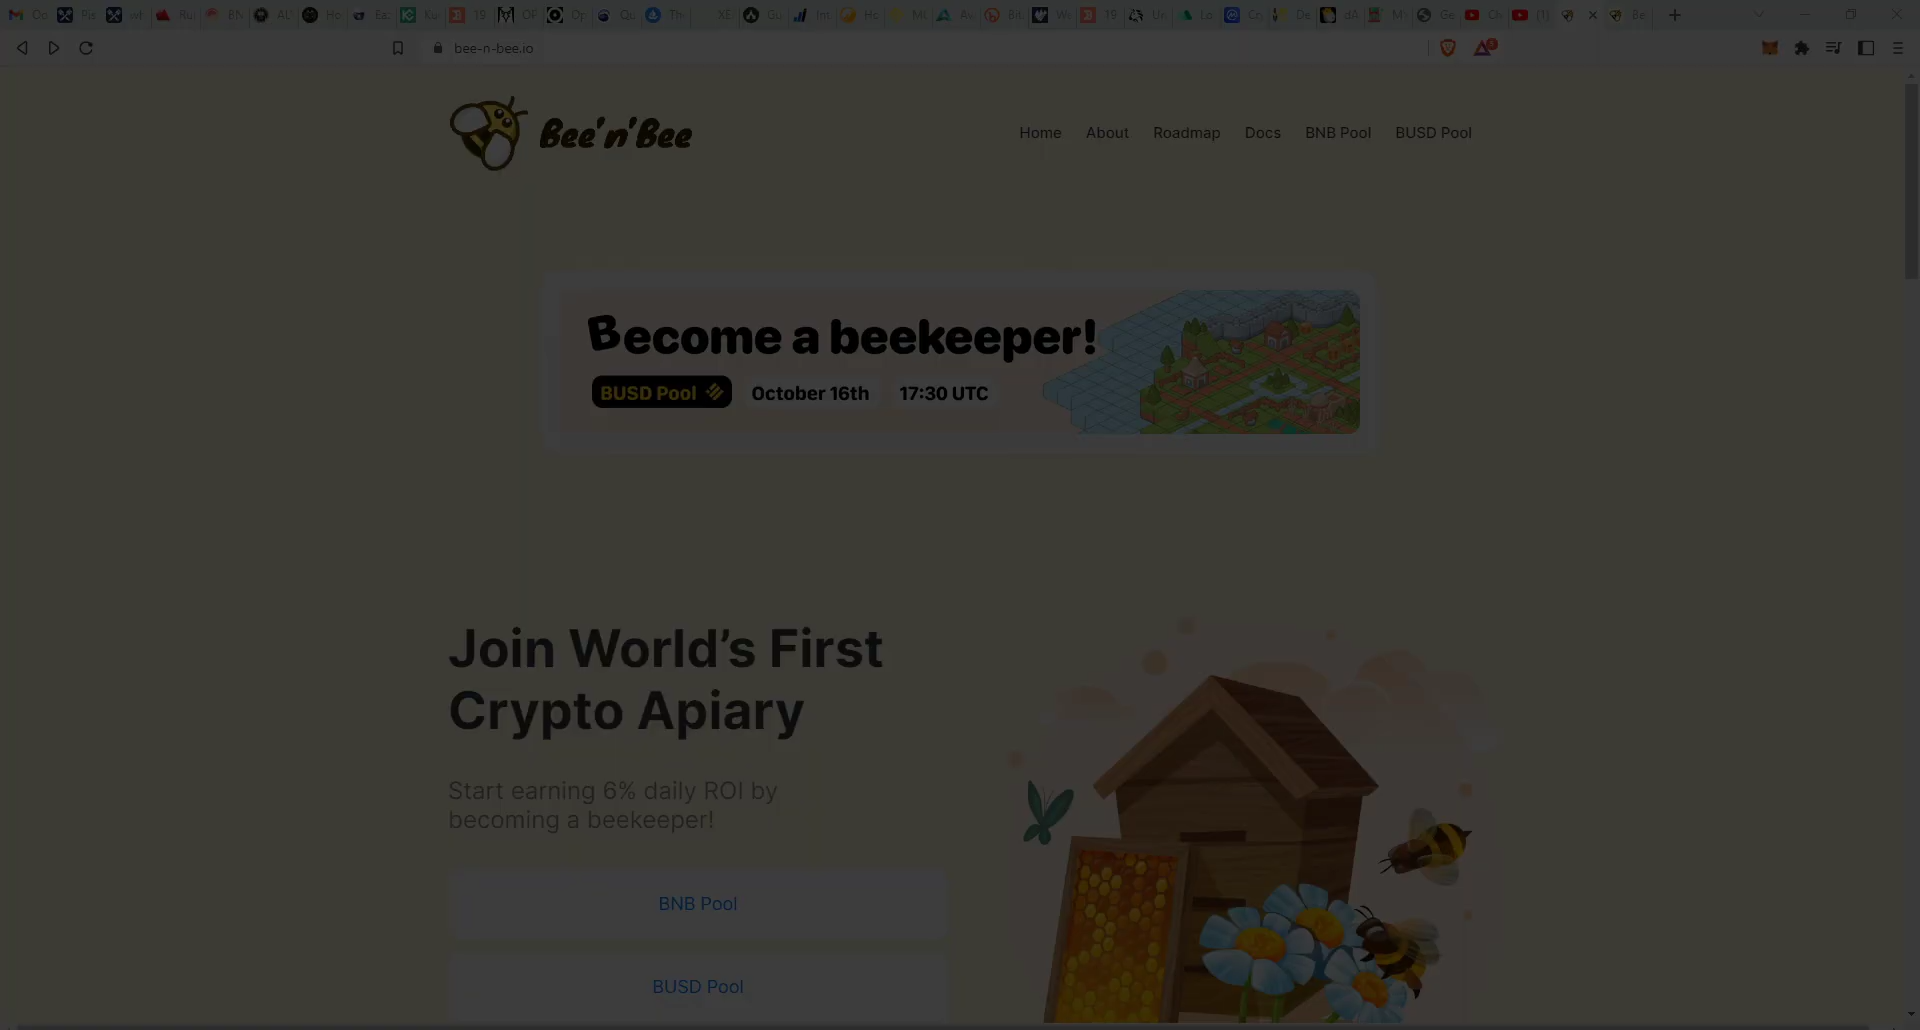 bee-n-bee.io
Bee'n'Bee
Home About Roadmap Docs BNB Pool BUSD Pool
Become a beekeeper!
BUSD Pool October 16th 17:30 UTC
Join World’s First
Crypto Apiary
Start earning 6% daily ROI by
becoming a beekeeper!
BNB Pool
BUSD Pool